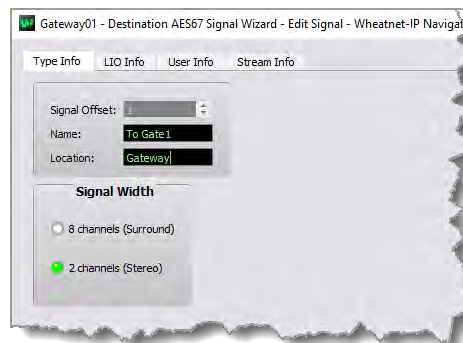 Gateway01 - Destination AES67 Signal Wizard - Edit Signal - Wheatnet-IP Navigat
Type Info LIO Info User Info Stream Info
Signal Offset: 1
Name: To Gate1
Location: Gateway
Signal Width
8 channels (Surround)
2 channels (Stereo)